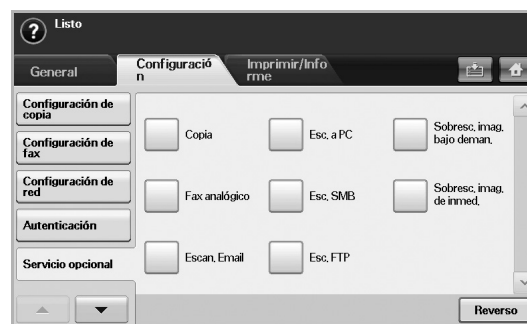 Listo
General
Configuració
n
Imprimir/Info
rme
Configuración de
copia
Configuración de
fax
Configuración de
red
Autenticación
Servicio opcional
Copia
Esc. a PC
Sobresc. imag.
bajo deman.
Fax analógico
Esc. SMB
Sobresc. imag.
de inmed.
Escan. Email
Esc. FTP
Reverso